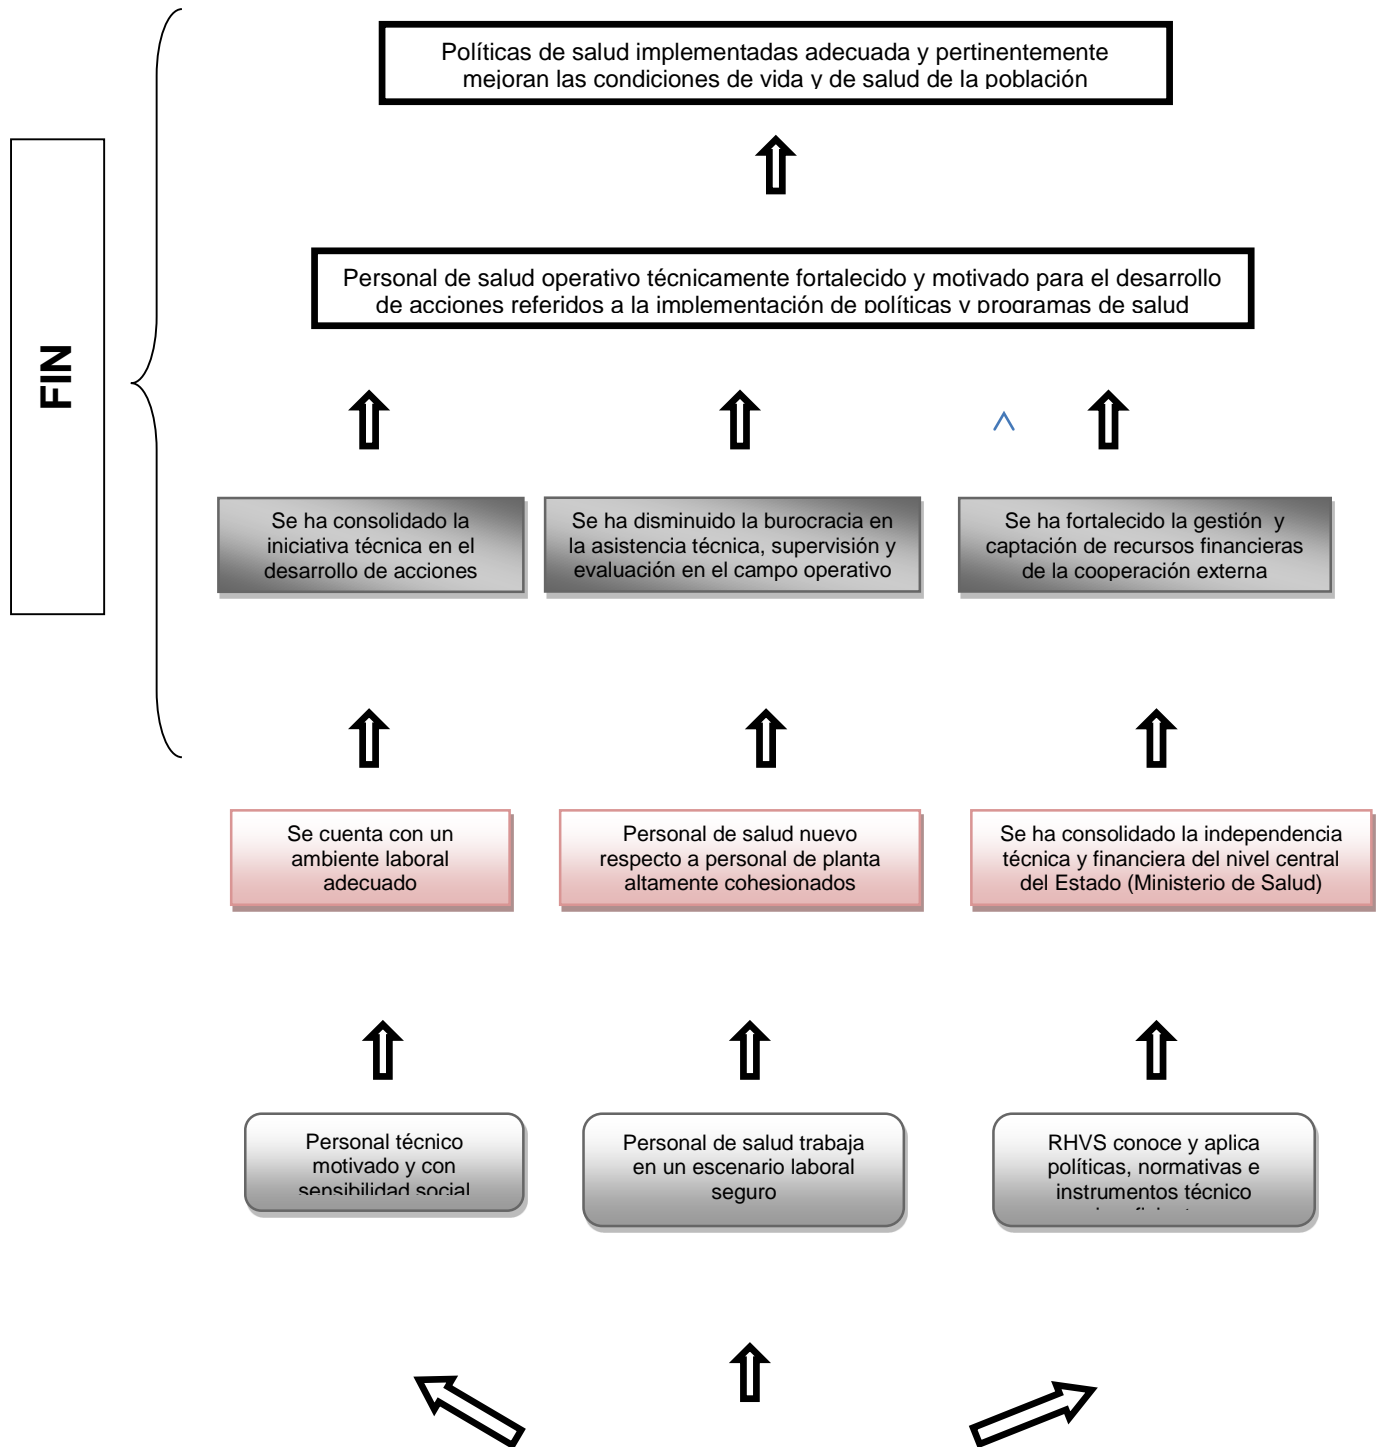 Políticas de salud implementadas adecuada y pertinentemente
mejoran las condiciones de vida y de salud de la población
FIN
Personal de salud operativo técnicamente fortalecido y motivado para el desarrollo
de acciones referidos a la implementación de políticas y programas de salud
Se ha consolidado la
iniciativa técnica en el
desarrollo de acciones
Se ha disminuido la burocracia en
la asistencia técnica, supervisión y
evaluación en el campo operativo
Se ha fortalecido la gestión y
captación de recursos financieras
de la cooperación externa
Se cuenta con un
ambiente laboral
adecuado
Personal de salud nuevo
respecto a personal de planta
altamente cohesionados
Se ha consolidado la independencia
técnica y financiera del nivel central
del Estado (Ministerio de Salud)
Personal técnico
motivado y con
sensibilidad social
Personal de salud trabaja
en un escenario laboral
seguro
RHVS conoce y aplica
políticas, normativas e
instrumentos técnico